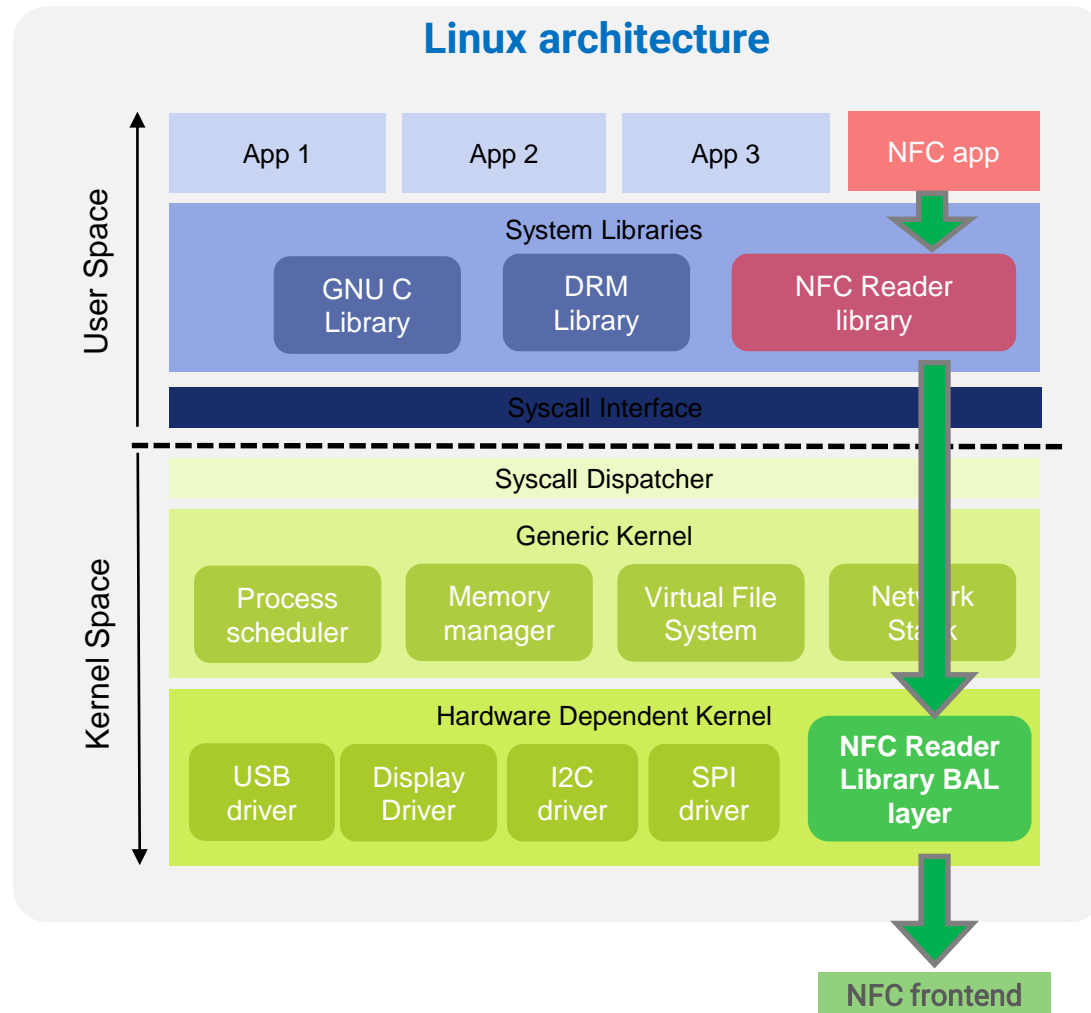 Linux architecture
User Space
App 1
App 2
App 3
NFC app
System Libraries
GNU C
Library
DRM
Library
NFC Reader
library
Syscall Interface
Kernel Space
Syscall Dispatcher
Generic Kernel
Process
scheduler
Memory
manager
Virtual File
System
Network
Stack
Hardware Dependent Kernel
USB
driver
Display
Driver
I2C
driver
SPI
driver
NFC Reader
Library BAL
layer
NFC frontend